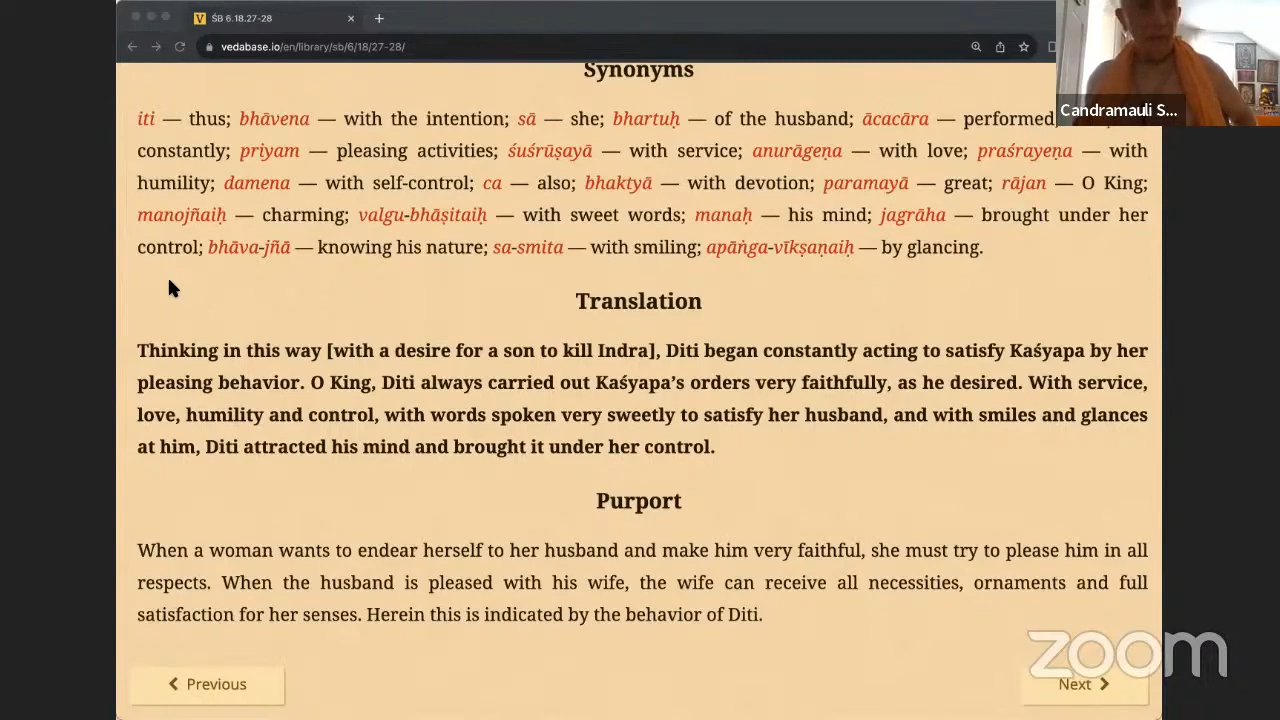 ŚB 6.18.27-28
vedabase.io/en/library/sb/6/18/27-28/
Candramauli S...
Synonyms
iti — thus; bhāvena — with the intention; sā — she; bhartuḥ — of the husband; ācacāra — performed;
constantly; priyam — pleasing activities; śuśrūṣayā — with service; anurāgeṇa — with love; praśrayeṇa — with
humility; damena — with self-control; ca — also; bhaktyā — with devotion; paramayā — great; rājan — O King;
manojñaiḥ — charming; valgu-bhāṣitaiḥ — with sweet words; manaḥ — his mind; jagrāha — brought under her
control; bhāva-jñā — knowing his nature; sa-smita — with smiling; apāṅga-vīkṣaṇaiḥ — by glancing.
Translation
Thinking in this way [with a desire for a son to kill Indra], Diti began constantly acting to satisfy Kaśyapa by her
pleasing behavior. O King, Diti always carried out Kaśyapa’s orders very faithfully, as he desired. With service,
love, humility and control, with words spoken very sweetly to satisfy her husband, and with smiles and glances
at him, Diti attracted his mind and brought it under her control.
Purport
When a woman wants to endear herself to her husband and make him very faithful, she must try to please him in all
respects. When the husband is pleased with his wife, the wife can receive all necessities, ornaments and full
satisfaction for her senses. Herein this is indicated by the behavior of Diti.
Previous
Next
zoom